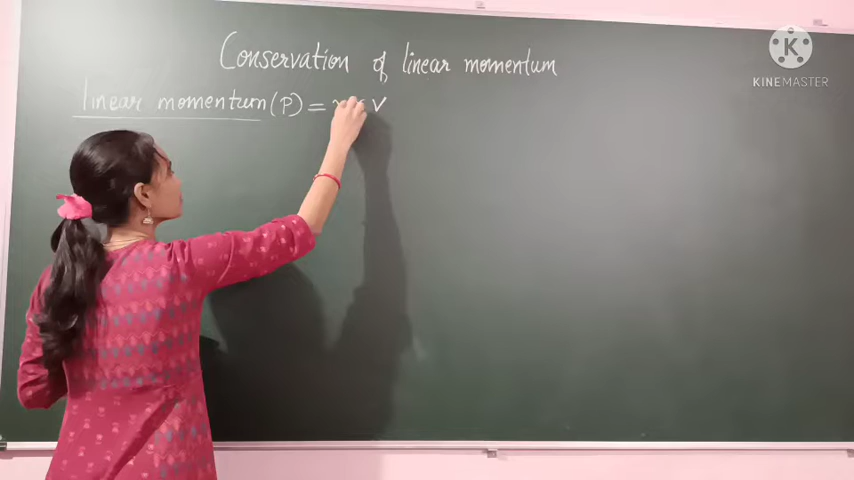 Conservation of linear momentum
linear momentum (P) = m × v
K
KINEMASTER